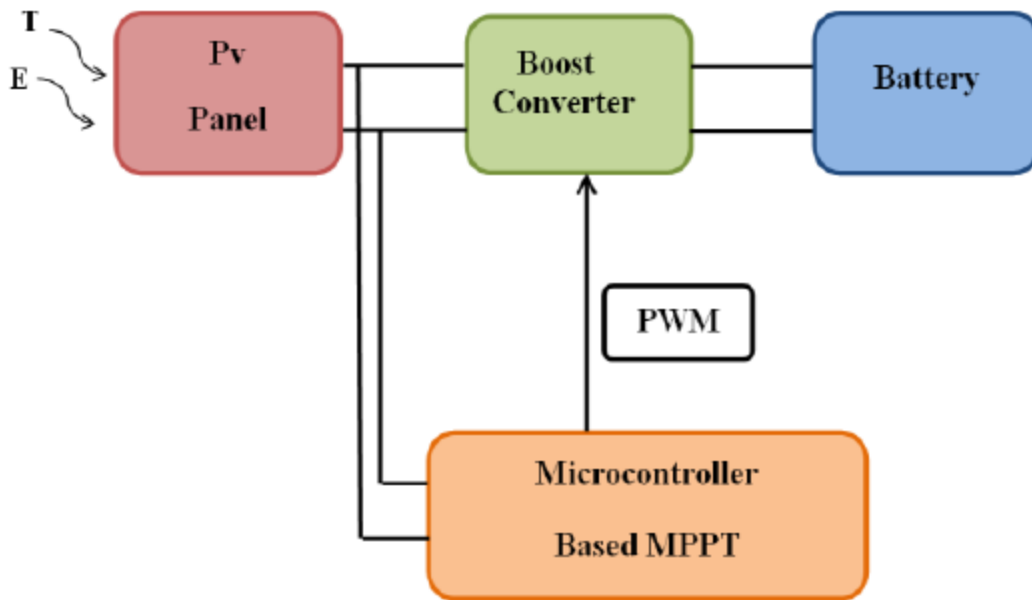 T
E
Pv
Panel
Boost
Converter
Battery
PWM
Microcontroller
Based MPPT